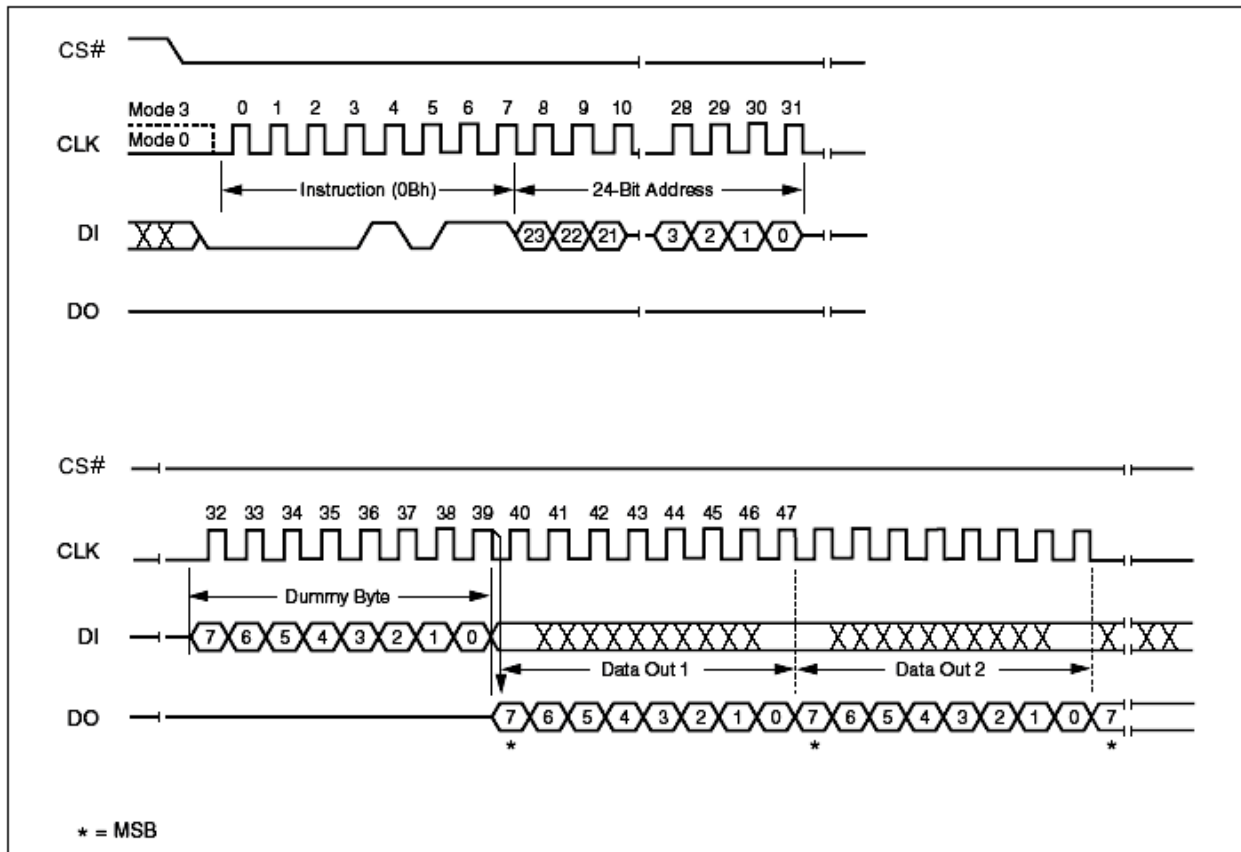 CS#
Mode 3
0 1 2 3 4 5 6 7 8 9 10 28 29 30 31
Mode 0
CLK
Instruction (0Bh) 24-Bit Address
DI 23 22 21 3 2 1 0
DO
CS#
32 33 34 35 36 37 38 39 40 41 42 43 44 45 46 47
CLK
Dummy Byte
DI 7 6 5 4 3 2 1 0
Data Out 1 Data Out 2
DO 7 6 5 4 3 2 1 0 7 6 5 4 3 2 1 0 7
* * *
* = MSB